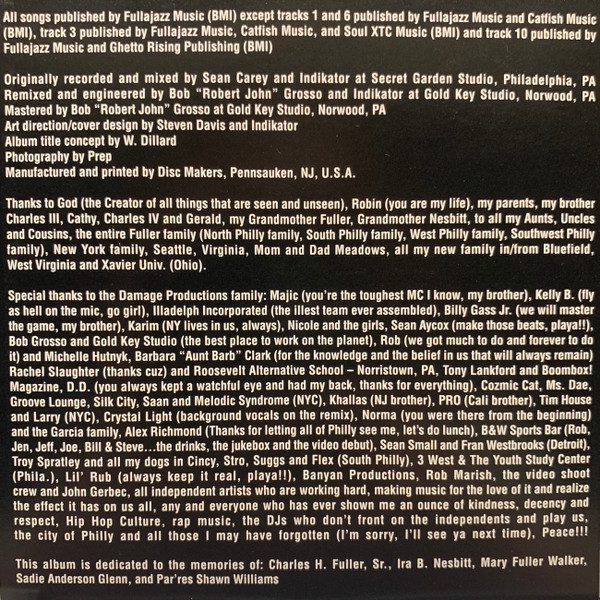 All songs published by Fullajazz Music (BMI) except tracks 1 and 6 published by Fullajazz Music and Catfish Music
(BMI), track 3 published by Fullajazz Music, Catfish Music, and Soul XTC Music (BMI) and track 10 published by
Fullajazz Music and Ghetto Rising Publishing (BMI)
Originally recorded and mixed by Sean Carey and Indikator at Secret Garden Studio, Philadelphia, PA
Remixed and engineered by Bob "Robert John" Grosso and Indikator at Gold Key Studio, Norwood, PA
Mastered by Bob "Robert John" Grosso at Gold Key Studio, Norwood, PA
Art direction/cover design by Steven Davis and Indikator
Album title concept by W. Dillard
Photography by Prep
Manufactured and printed by Disc Makers, Pennsauken, NJ, U.S.A.
Thanks to God (the Creator of all things that are seen and unseen), Robin (you are my life), my parents, my brother
Charles III, Cathy, Charles IV and Gerald, my Grandmother Fuller, Grandmother Nesbitt, to all my Aunts, Uncles
and Cousins, the entire Fuller family (North Philly family, South Philly family, West Philly family, Southwest Philly
family), New York family, Seattle, Virginia, Mom and Dad Meadows, all my new family in/from Bluefield,
West Virginia and Xavier Univ. (Ohio).
Special thanks to the Damage Productions family: Majic (you're the toughest MC I know, my brother), Kelly B. (fly
as hell on the mic, go girl), Illadelph Incorporated (the illest team ever assembled), Billy Gass Jr. (we will master
the game, my brother), Karim (NY lives in us, always), Nicole and the girls, Sean Aycox (make those beats, playa!!),
Bob Grosso and Gold Key Studio (the best place to work on the planet), Rob (we got much to do and forever to do
it) and Michelle Hutnyk, Barbara "Aunt Barb" Clark (for the knowledge and the belief in us that will always remain)
Rachel Slaughter (thanks cuz) and Roosevelt Alternative School – Norristown, PA, Tony Lankford and Boombox!
Magazine, D.D. (you always kept a watchful eye and had my back, thanks for everything), Cozmic Cat, Ms. Dae,
Groove Lounge, Silk City, Saan and Melodic Syndrome (NYC), Khallas (NJ brother), PRO (Cali brother), Tim House
and Larry (NYC), Crystal Light (background vocals on the remix), Norma (you were there from the beginning)
and the Garcia family, Alex Richmond (Thanks for letting all of Philly see me, let's do lunch), B&W Sports Bar (Rob,
Jen, Jeff, Joe, Bill & Steve...the drinks, the jukebox and the video debut), Sean Small and Fran Westbrooks (Detroit),
Troy Spratley and all my dogs in Cincy, Stro, Suggs and Flex (South Philly), 3 West & The Youth Study Center
(Phila.), Lil' Rub (always keep it real, playa!!), Banyan Productions, Rob Marish, the video shoot
crew and John Gerbec, all independent artists who are working hard, making music for the love of it and realize
the effect it has on us all, any and everyone who has ever shown me an ounce of kindness, decency and
respect, Hip Hop Culture, rap music, the DJs who don't front on the independents and play us,
the city of Philly and all those I may have forgotten (I'm sorry, I'll see ya next time), Peace!!!
This album is dedicated to the memories of: Charles H. Fuller, Sr., Ira B. Nesbitt, Mary Fuller Walker,
Sadie Anderson Glenn, and Par'res Shawn Williams